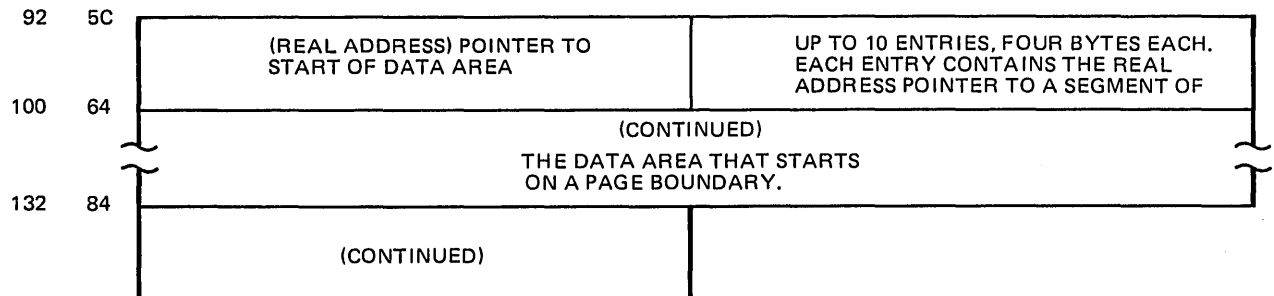 92 5C
(REAL ADDRESS) POINTER TO
START OF DATA AREA
UP TO 10 ENTRIES, FOUR BYTES EACH.
EACH ENTRY CONTAINS THE REAL
ADDRESS POINTER TO A SEGMENT OF
100 64
(CONTINUED)
THE DATA AREA THAT STARTS
ON A PAGE BOUNDARY.
132 84
(CONTINUED)